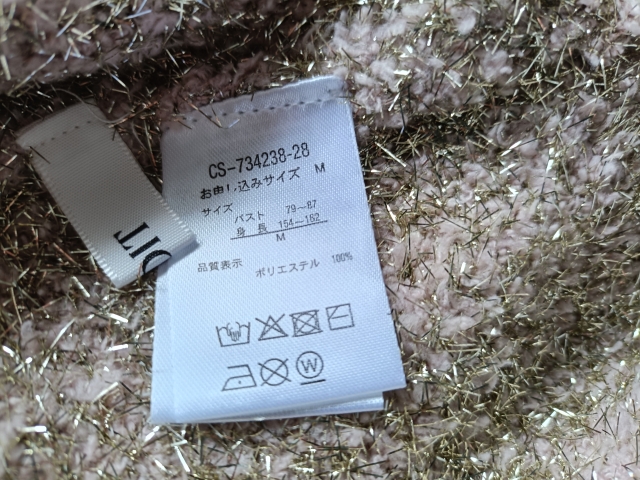 CS-734238-28
お申し込みサイズ M
サイズ
バスト 79〜87
身長 154〜162
M
品質表示 ポリエステル 100%
W
DIT